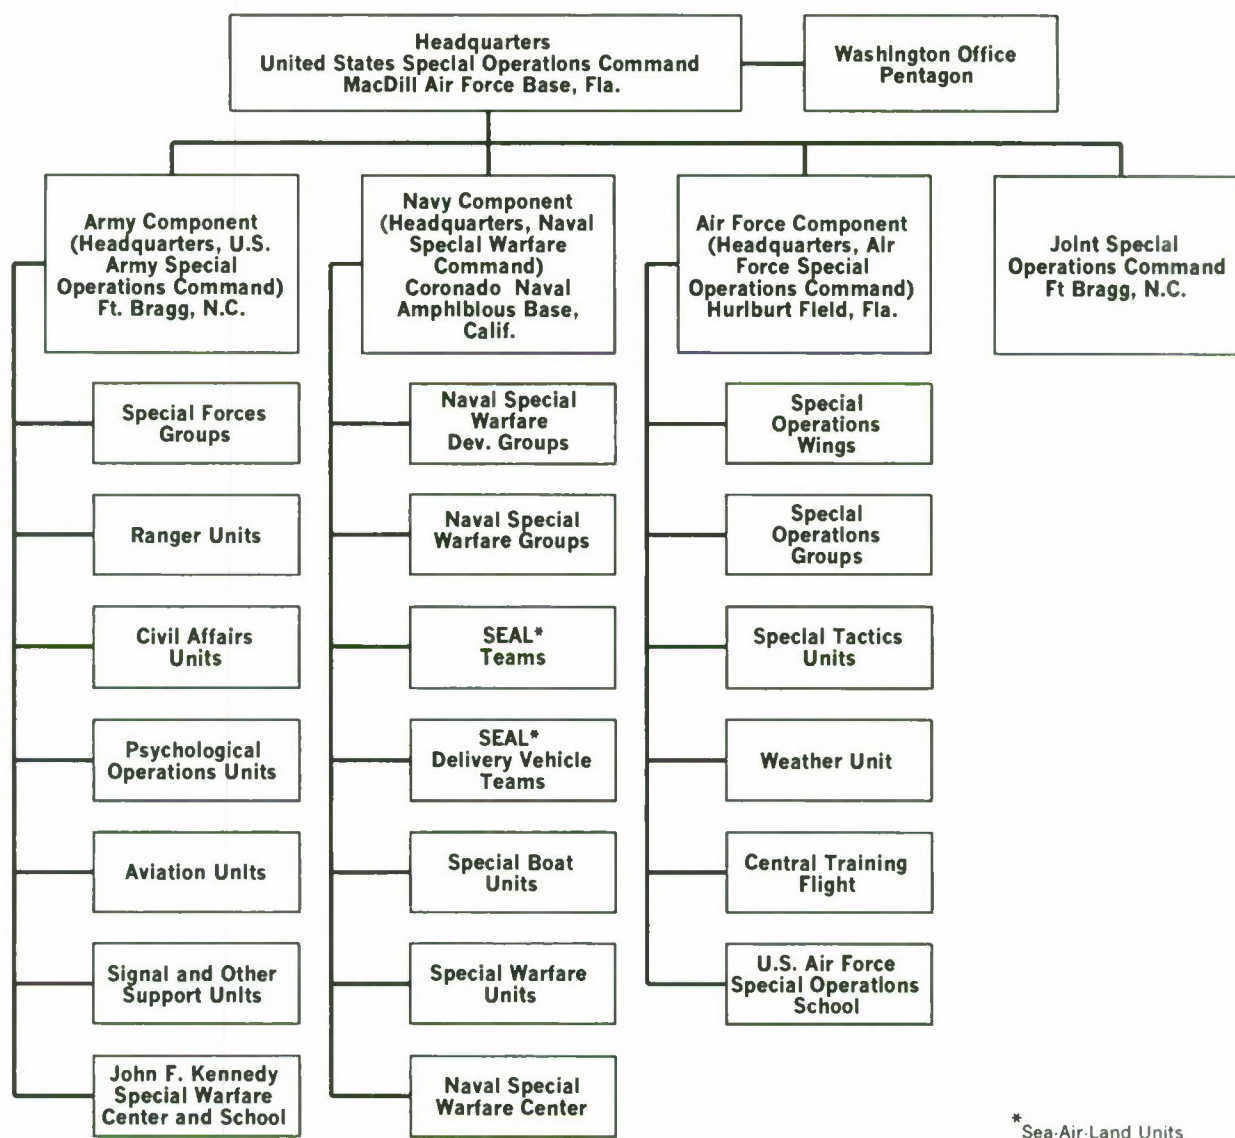 Headquarters
United States Special Operations Command
MacDill Air Force Base, Fla.
Washington Office
Pentagon
Army Component
(Headquarters, U.S.
Army Special
Operations Command)
Ft. Bragg, N.C.
Navy Component
(Headquarters, Naval
Special Warfare
Command)
Coronado Naval
Amphibious Base,
Calif.
Air Force Component
(Headquarters, Air
Force Special
Operations Command)
Hurlburt Field, Fla.
Joint Special
Operations Command
Ft Bragg, N.C.
Special Forces
Groups
Ranger Units
Civil Affairs
Units
Psychological
Operations Units
Aviation Units
Signal and Other
Support Units
John F. Kennedy
Special Warfare
Center and School
Naval Special
Warfare
Dev. Groups
Naval Special
Warfare Groups
SEAL*
Teams
SEAL*
Delivery Vehicle
Teams
Special Boat
Units
Special Warfare
Units
Naval Special
Warfare Center
Special
Operations
Wings
Special
Operations
Groups
Special Tactics
Units
Weather Unit
Central Training
Flight
U.S. Air Force
Special Operations
School
*Sea-Air-Land Units